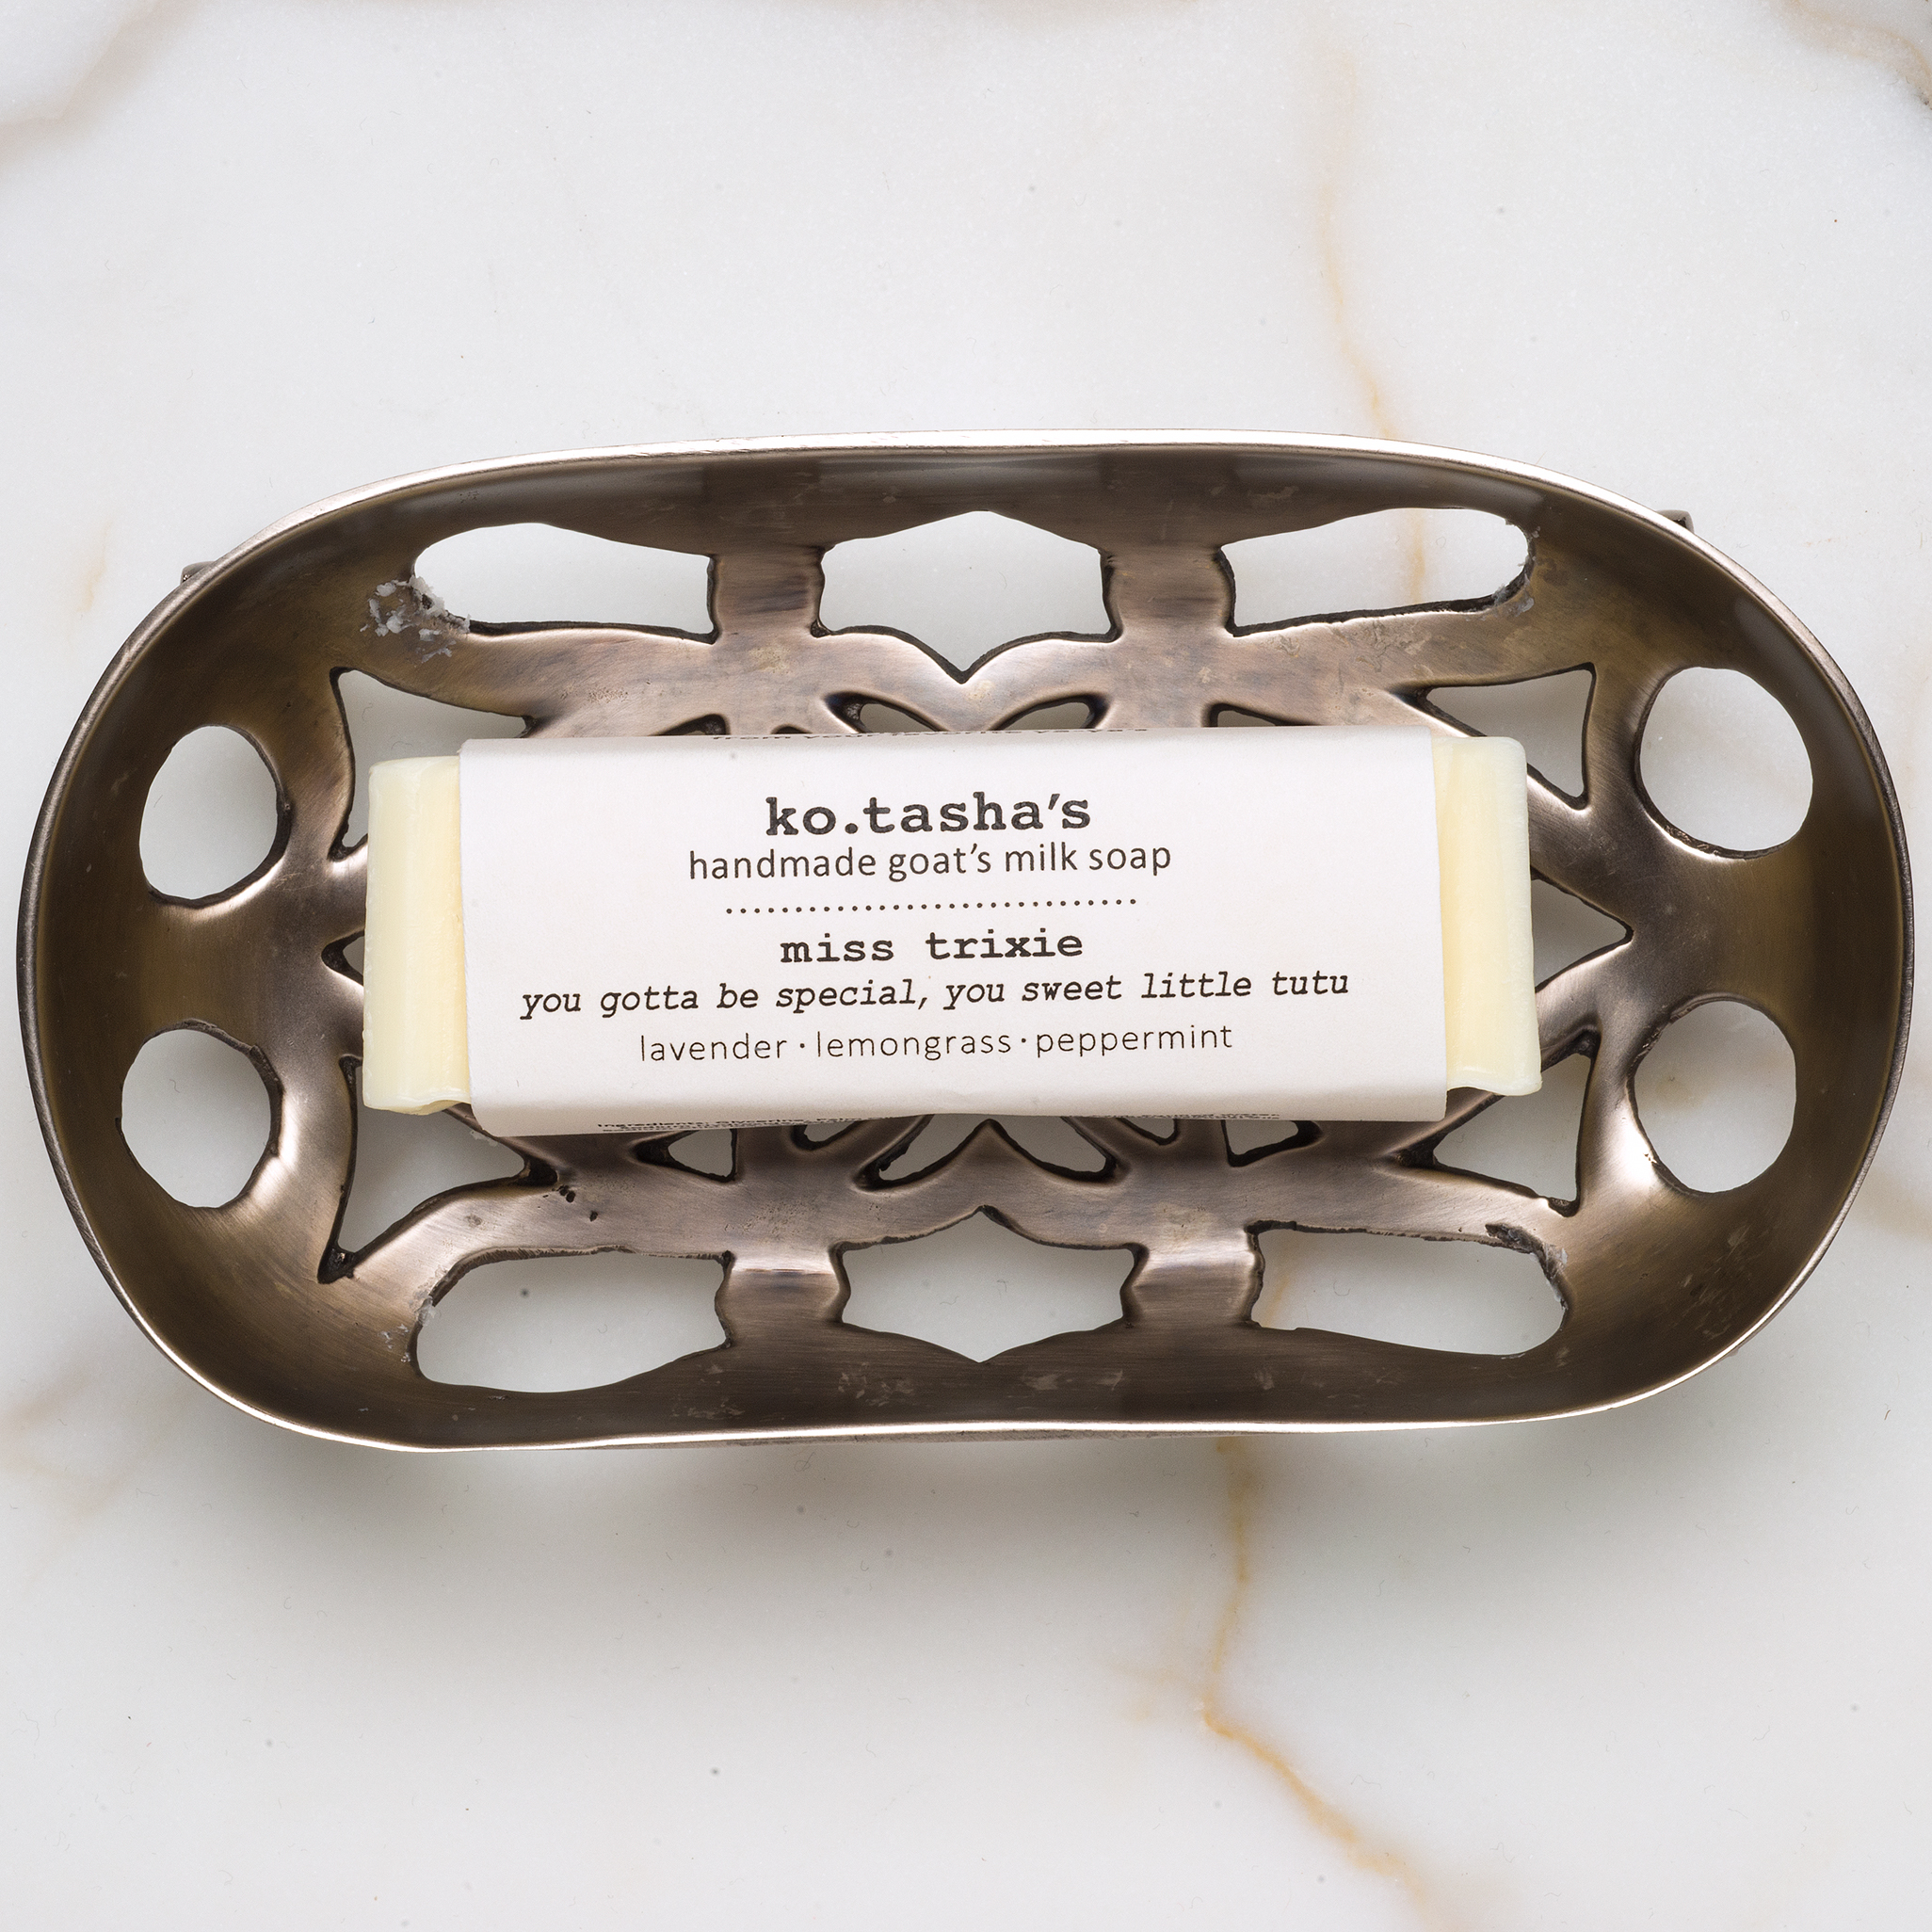 ko.tasha's
handmade goat's milk soap
miss trixie
you gotta be special, you sweet little tutu
lavender · lemongrass · peppermint
Ingredients: